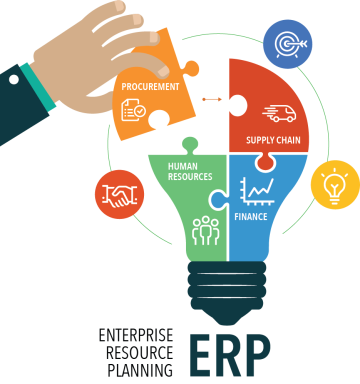 PROCUREMENT
SUPPLY CHAIN
HUMAN
RESOURCES
FINANCE
ENTERPRISE
RESOURCE
PLANNING
ERP